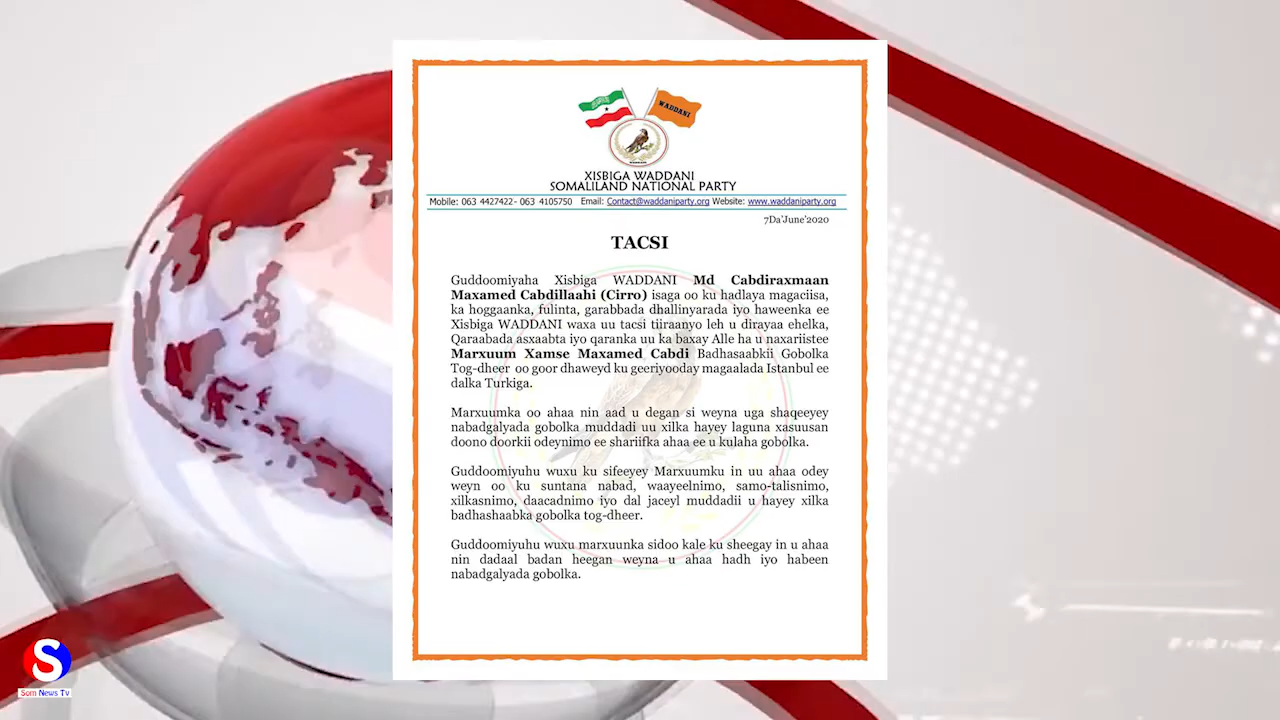 WADDANI
XISBIGA WADDANI
SOMALILAND NATIONAL PARTY
Mobile: 063 4427422- 063 4105750 Email: Contact@waddaniparty.org Website: www.waddaniparty.org
7Da'June'2020
TACSI
Guddoomiyaha Xisbiga WADDANI Md Cabdiraxmaan
Maxamed Cabdillaahi (Cirro) isaga oo ku hadlaya magaciisa,
ka hoggaanka, fulinta, garabbada dhallinyarada iyo haweenka ee
Xisbiga WADDANI waxa uu tacsi tiiraanyo leh u dirayaa ehelka,
Qaraabada asxaabta iyo qaranka uu ka baxay Alle ha u naxariistee
Marxuum Xamse Maxamed Cabdi Badhasaabkii Gobolka
Tog-dheer oo goor dhaweyd ku geeriyooday magaalada Istanbul ee
dalka Turkiga.
Marxuumka oo ahaa nin aad u degan si weyna uga shaqeeyey
nabadgalyada gobolka muddadi uu xilka hayey laguna xasuusan
doono doorkii odeynimo ee shariifka ahaa ee u kulaha gobolka.
Guddoomiyuhu wuxu ku sifeeyey Marxuumku in uu ahaa odey
weyn oo ku suntana nabad, waayeelnimo, samo-talisnimo,
xilkasnimo, daacadnimo iyo dal jaceyl muddadii u hayey xilka
badhashaabka gobolka tog-dheer.
Guddoomiyuhu wuxu marxuunka sidoo kale ku sheegay in u ahaa
nin dadaal badan heegan weyna u ahaa hadh iyo habeen
nabadgalyada gobolka.
S
Som News Tv